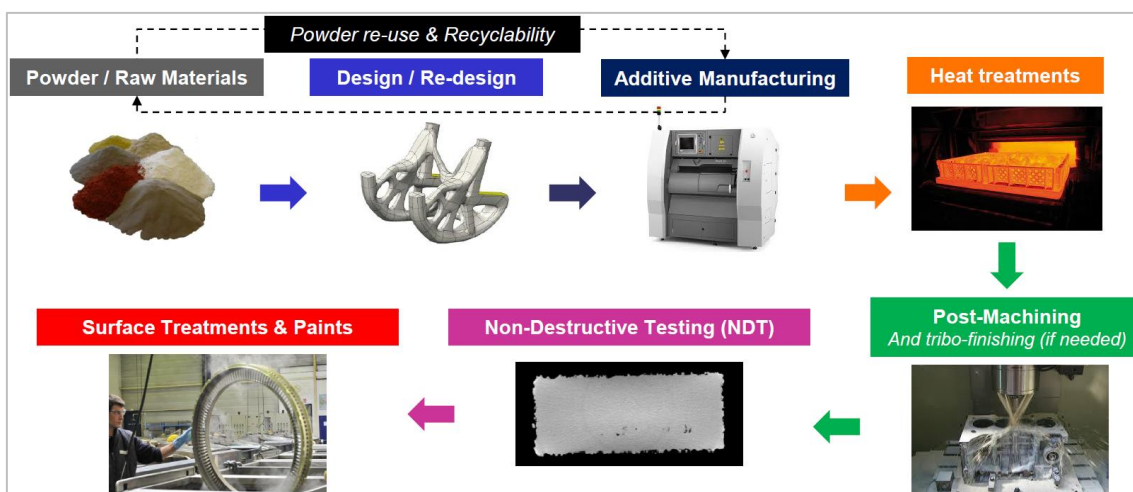 Powder re-use & Recyclability
Powder / Raw Materials
Design / Re-design
Additive Manufacturing
Heat treatments
Surface Treatments & Paints
Non-Destructive Testing (NDT)
Post-Machining
And tribo-finishing (if needed)